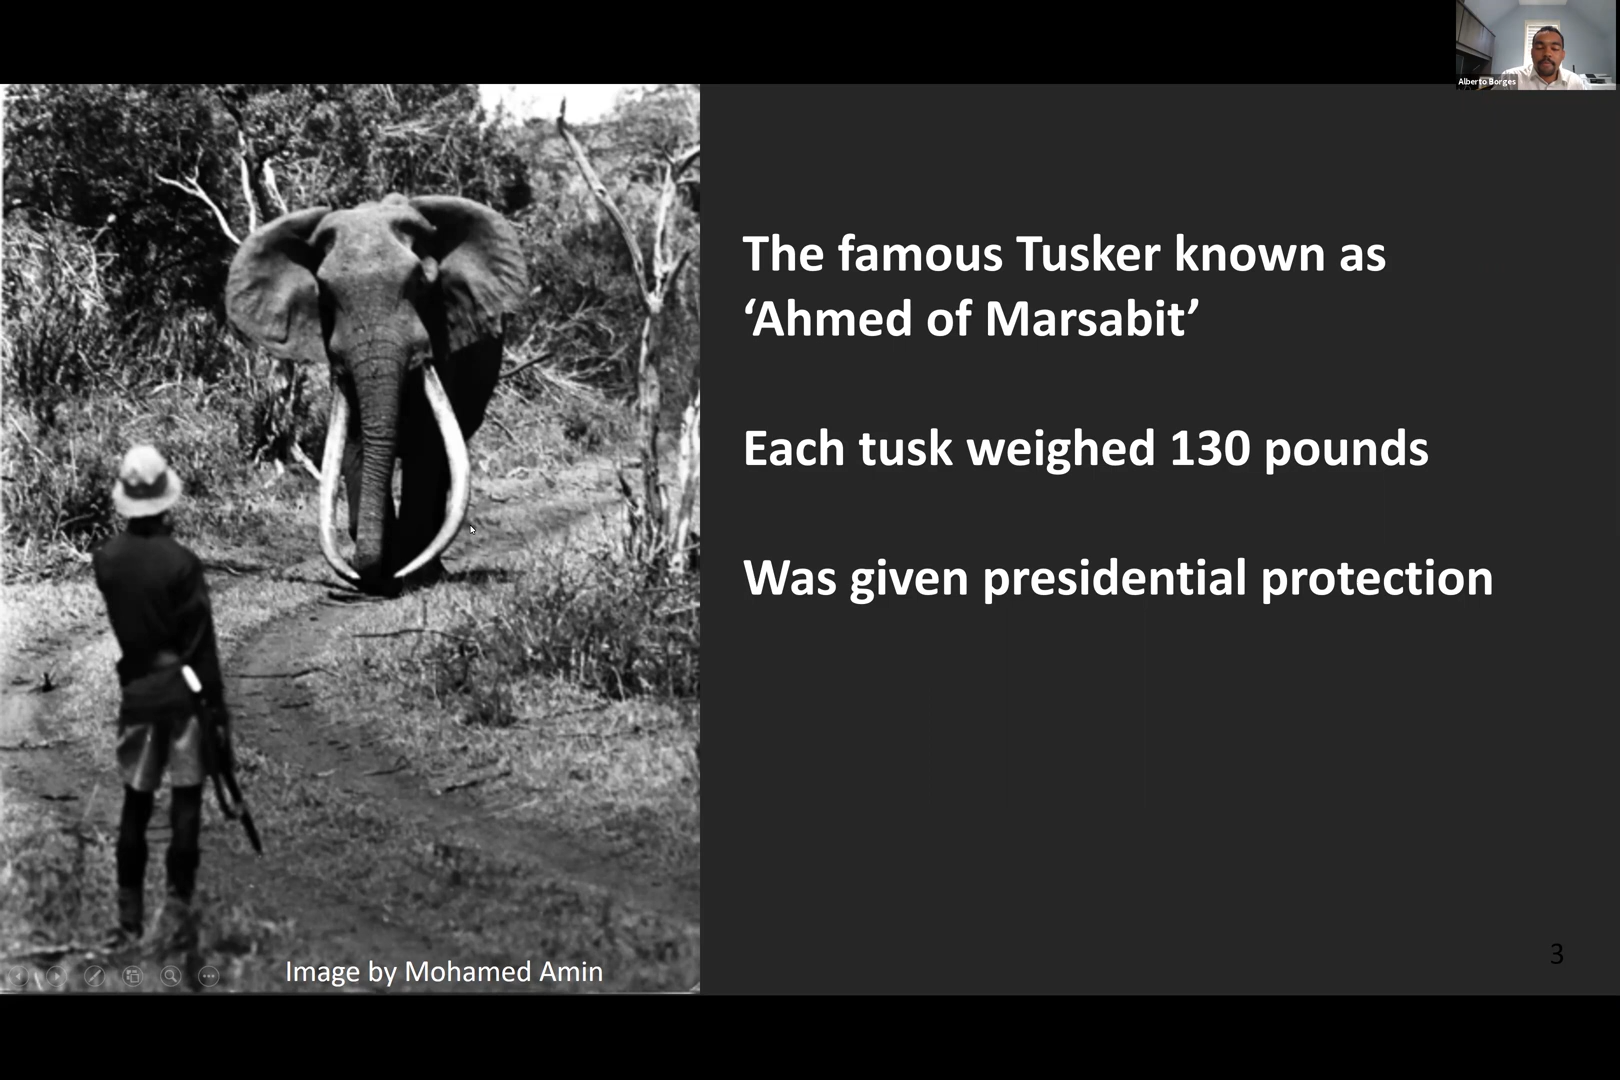 Alberto Borges
The famous Tusker known as
‘Ahmed of Marsabit’
Each tusk weighed 130 pounds
Was given presidential protection
3
Image by Mohamed Amin